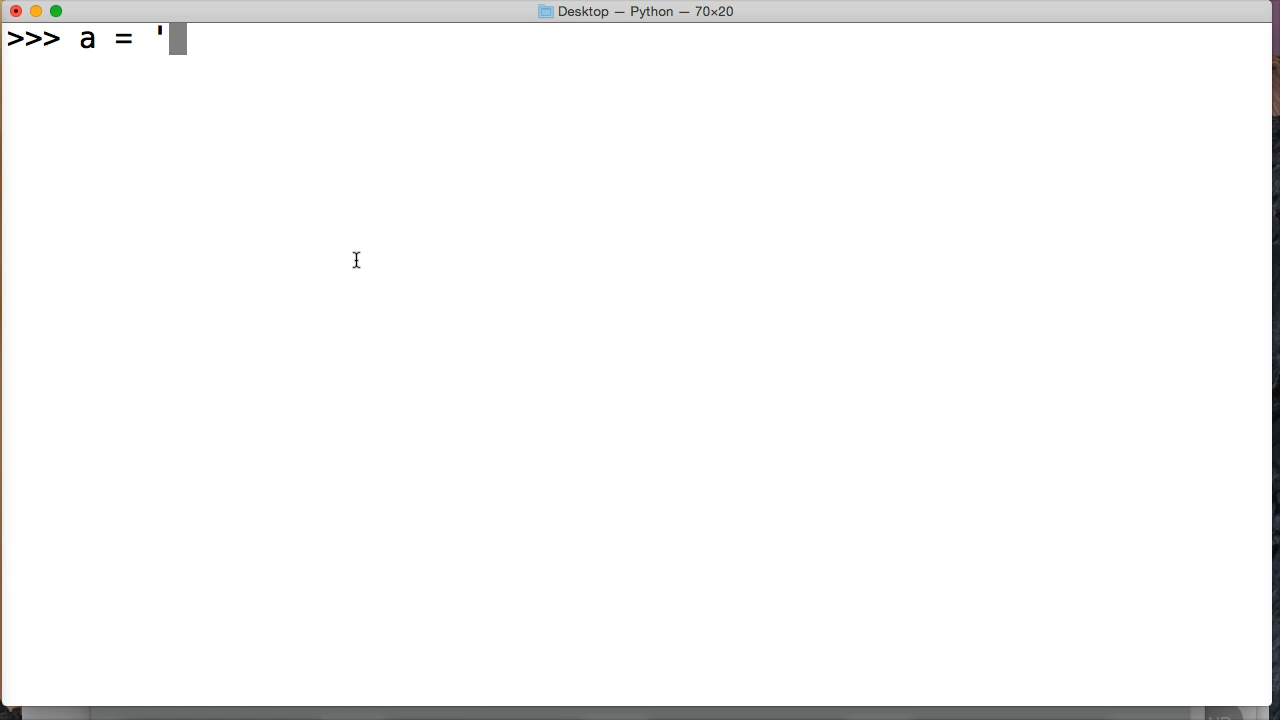 Desktop — Python — 70×20
>>> a = '